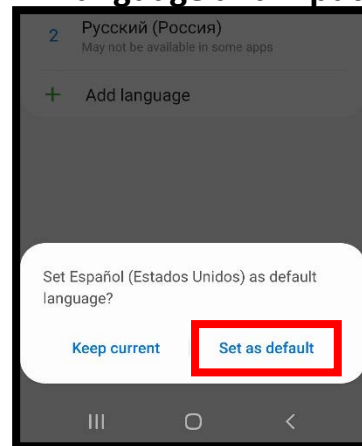 2 Русский (Россия)
May not be available in some apps
+ Add language
Set Español (Estados Unidos) as default
language?
Keep current Set as default